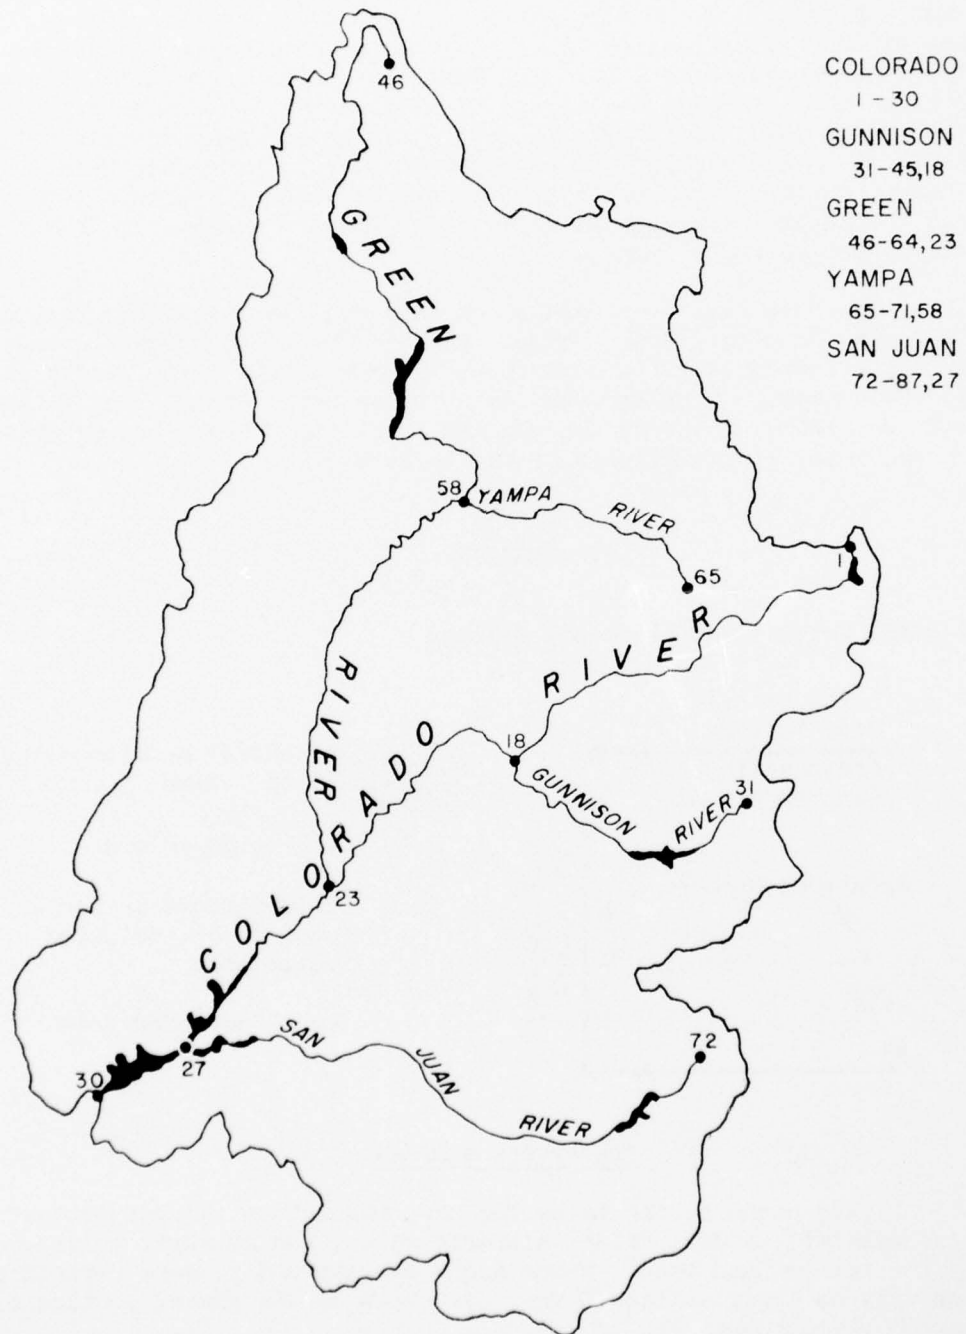 COLORADO
1 - 30
GUNNISON
31-45,18
GREEN
46-64,23
YAMPA
65-71,58
SAN JUAN
72-87,27
46
GREEN
RIVER
58
YAMPA RIVER
65
1
COLORADO RIVER
18
GUNNISON RIVER
31
23
SAN JUAN RIVER
72
27
30